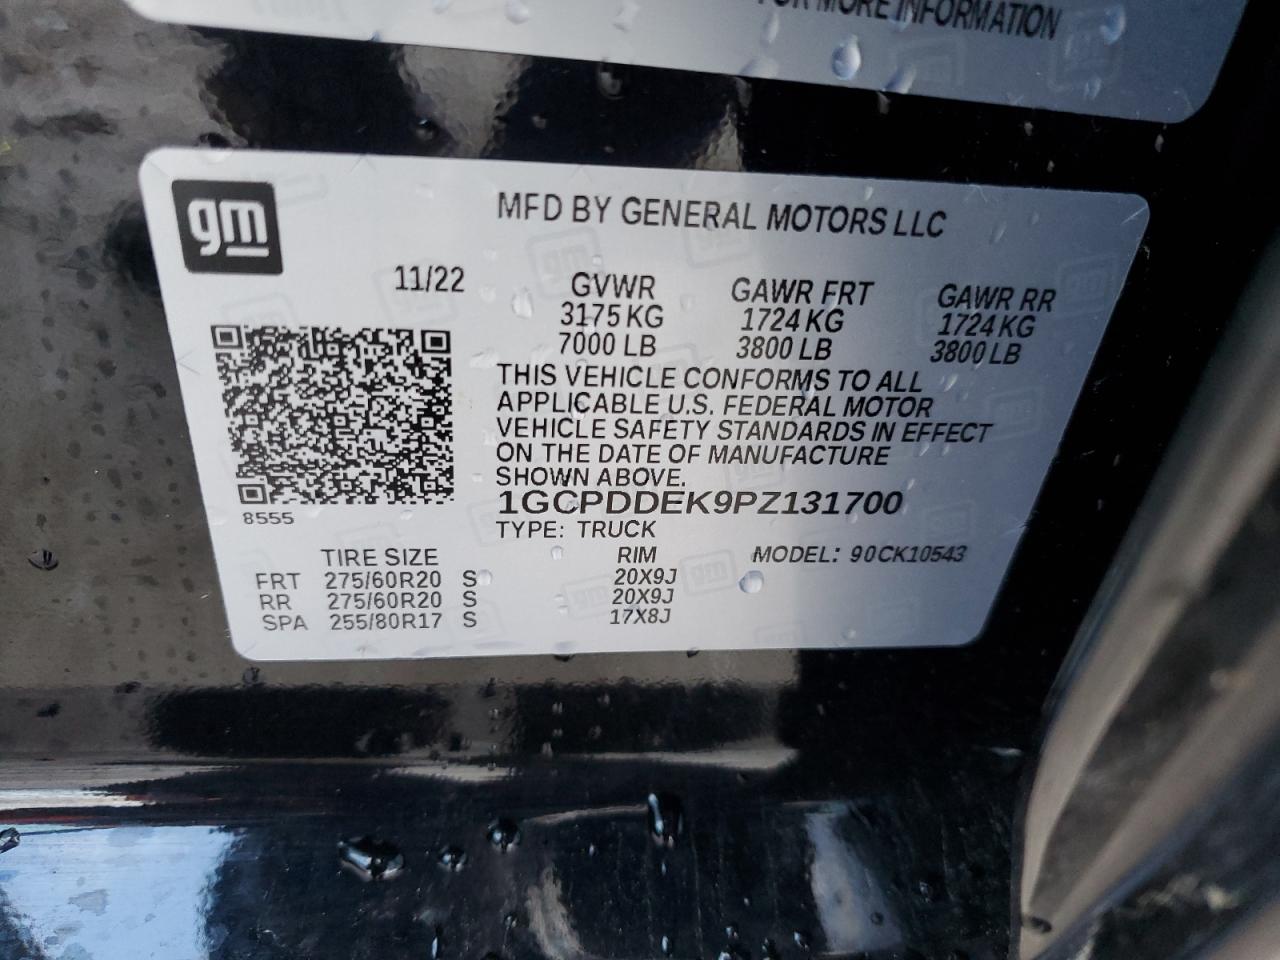 FOR MORE INFORMATION
gm
MFD BY GENERAL MOTORS LLC
11/22
GVWR
GAWR FRT
GAWR RR
3175 KG
1724 KG
1724 KG
7000 LB
3800 LB
3800 LB
THIS VEHICLE CONFORMS TO ALL
APPLICABLE U.S. FEDERAL MOTOR
VEHICLE SAFETY STANDARDS IN EFFECT
ON THE DATE OF MANUFACTURE
SHOWN ABOVE.
1GCPDDEK9PZ131700
8555
TYPE: TRUCK
TIRE SIZE RIM MODEL: 90CK10543
FRT 275/60R20 S 20X9J
RR 275/60R20 S 20X9J
SPA 255/80R17 S 17X8J